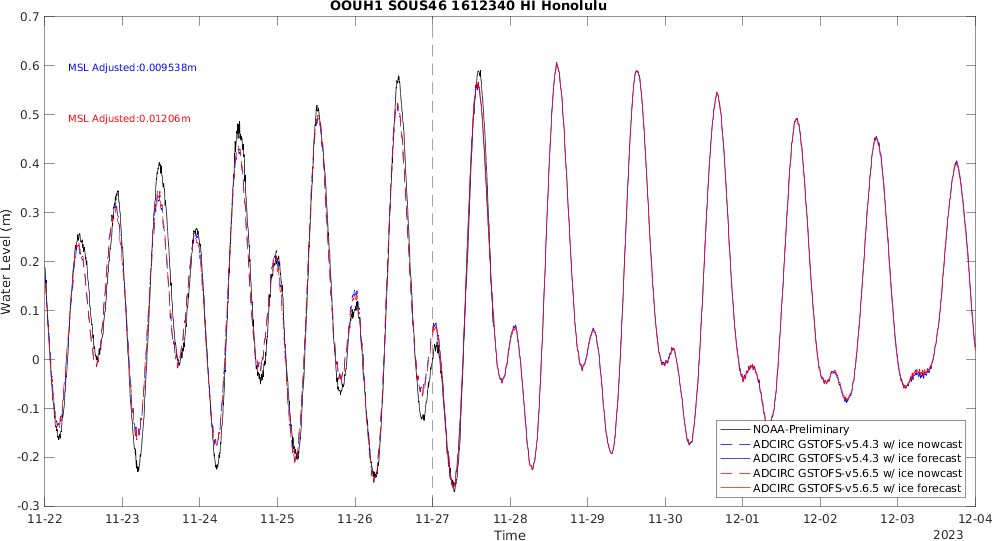 OOUH1 SOUS46 1612340 HI Honolulu
0.7
0.6
0.5
0.4
0.3
0.2
0.1
0
-0.1
-0.2
-0.3
Water Level (m)
MSL Adjusted:0.009538m
MSL Adjusted:0.01206m
NOAA-Preliminary
ADCIRC GSTOFS-v5.4.3 w/ ice nowcast
ADCIRC GSTOFS-v5.4.3 w/ ice forecast
ADCIRC GSTOFS-v5.6.5 w/ ice nowcast
ADCIRC GSTOFS-v5.6.5 w/ ice forecast
11-22 11-23 11-24 11-25 11-26 11-27 11-28 11-29 11-30 12-01 12-02 12-03 12-04
Time
2023